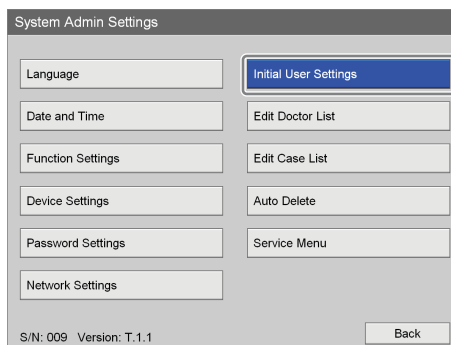 System Admin Settings
Language
Initial User Settings
Date and Time
Edit Doctor List
Function Settings
Edit Case List
Device Settings
Auto Delete
Password Settings
Service Menu
Network Settings
S/N: 009 Version: T.1.1
Back